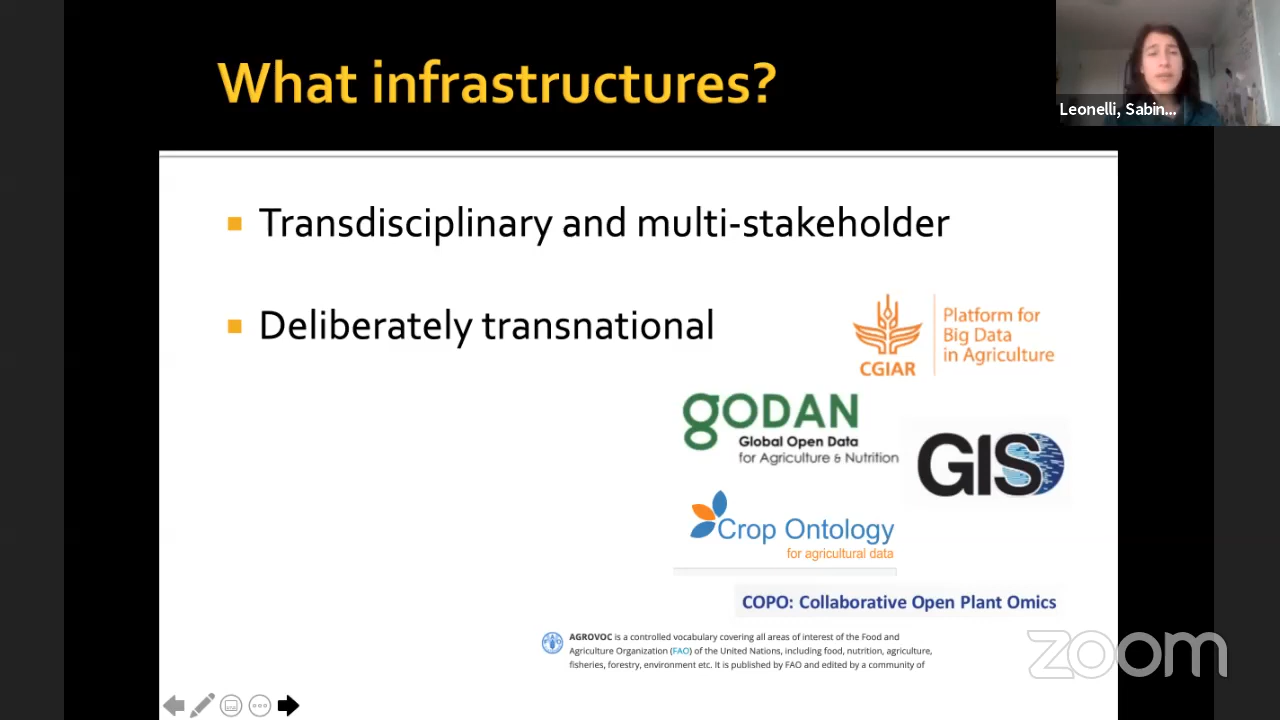 What infrastructures?
Leonelli, Sabin...
Transdisciplinary and multi-stakeholder
Deliberately transnational
CGIAR
Platform for
Big Data
in Agriculture
GODAN
Global Open Data
for Agriculture & Nutrition
GIS
Crop Ontology
for agricultural data
COPO: Collaborative Open Plant Omics
AGROVOC is a controlled vocabulary covering all areas of interest of the Food and
Agriculture Organization (FAO) of the United Nations, including food, nutrition, agriculture,
fisheries, forestry, environment etc. It is published by FAO and edited by a community of
zoom